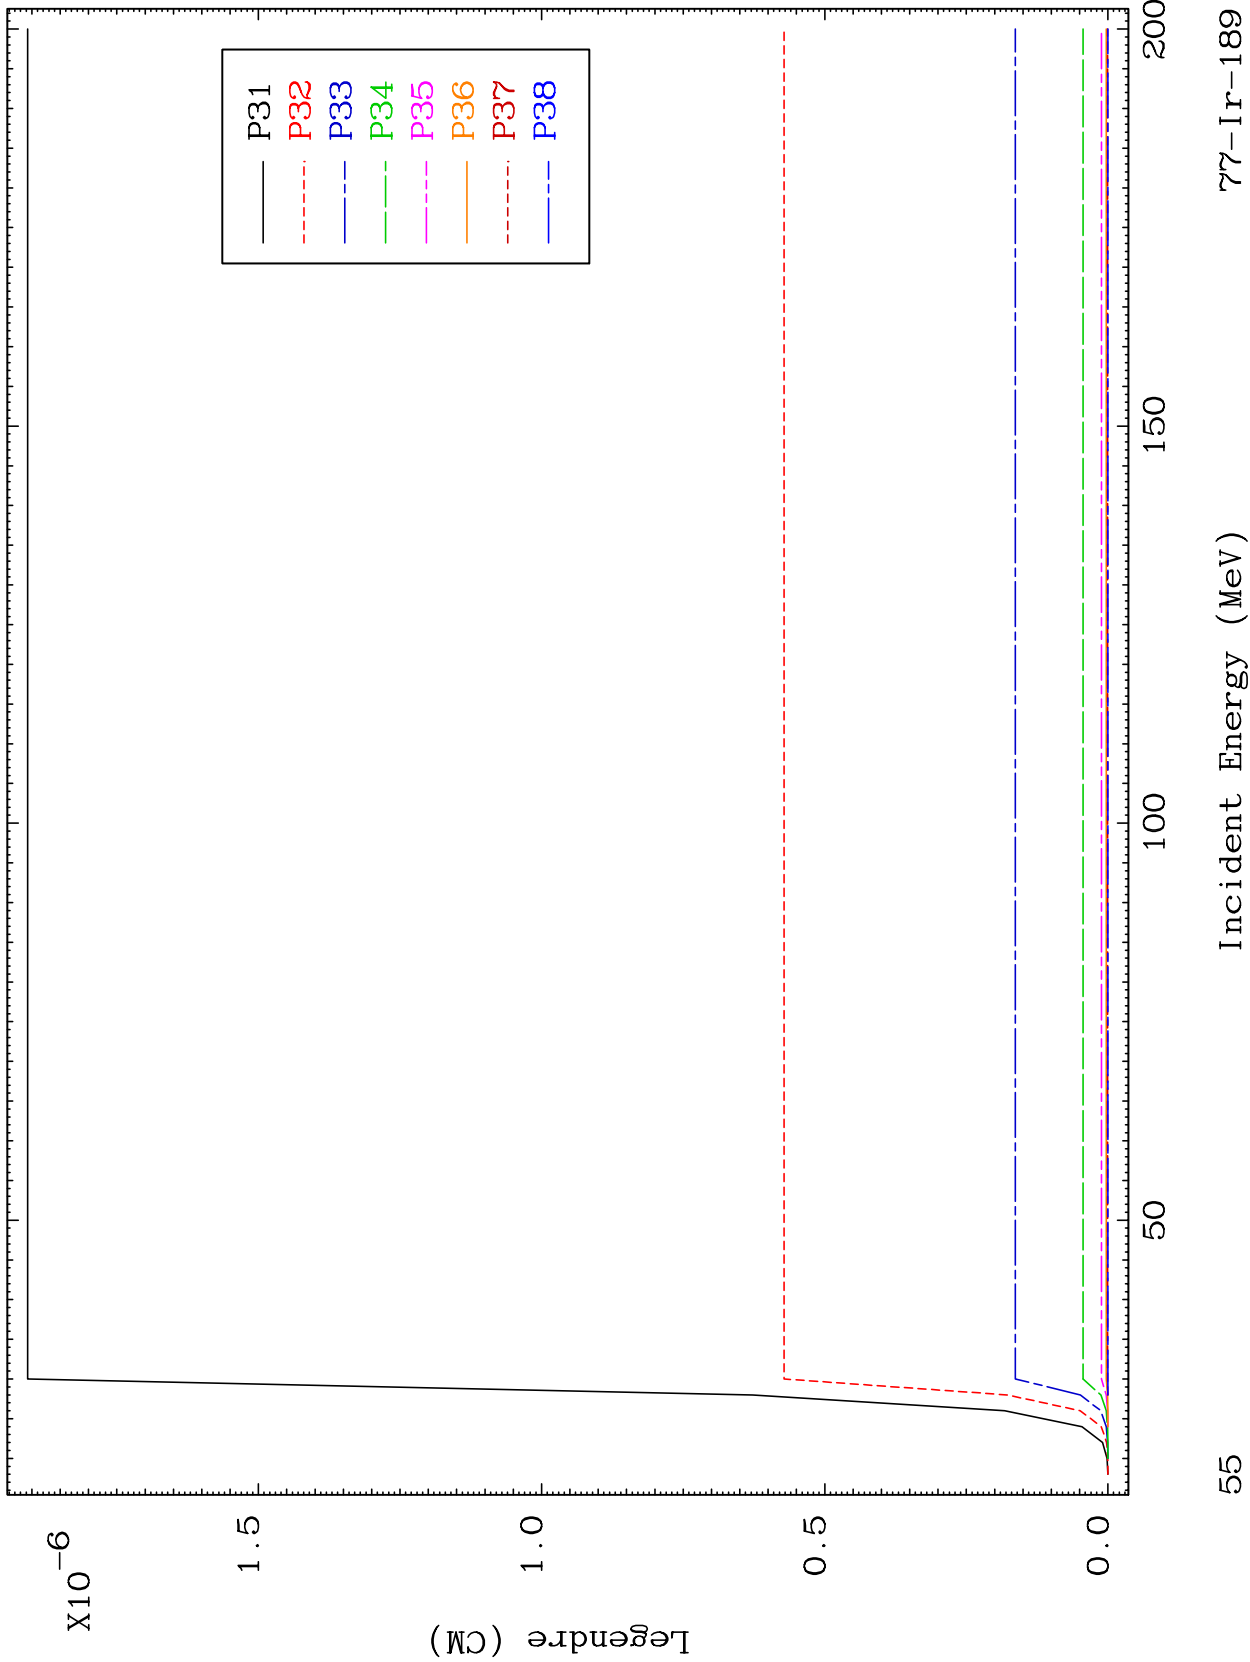 X10-6
1.5
1.0
0.5
0.0
Legendre (CM)
P31
P32
P33
P34
P35
P36
P37
P38
50
100
150
200
55
Incident Energy (MeV)
77-Ir-189